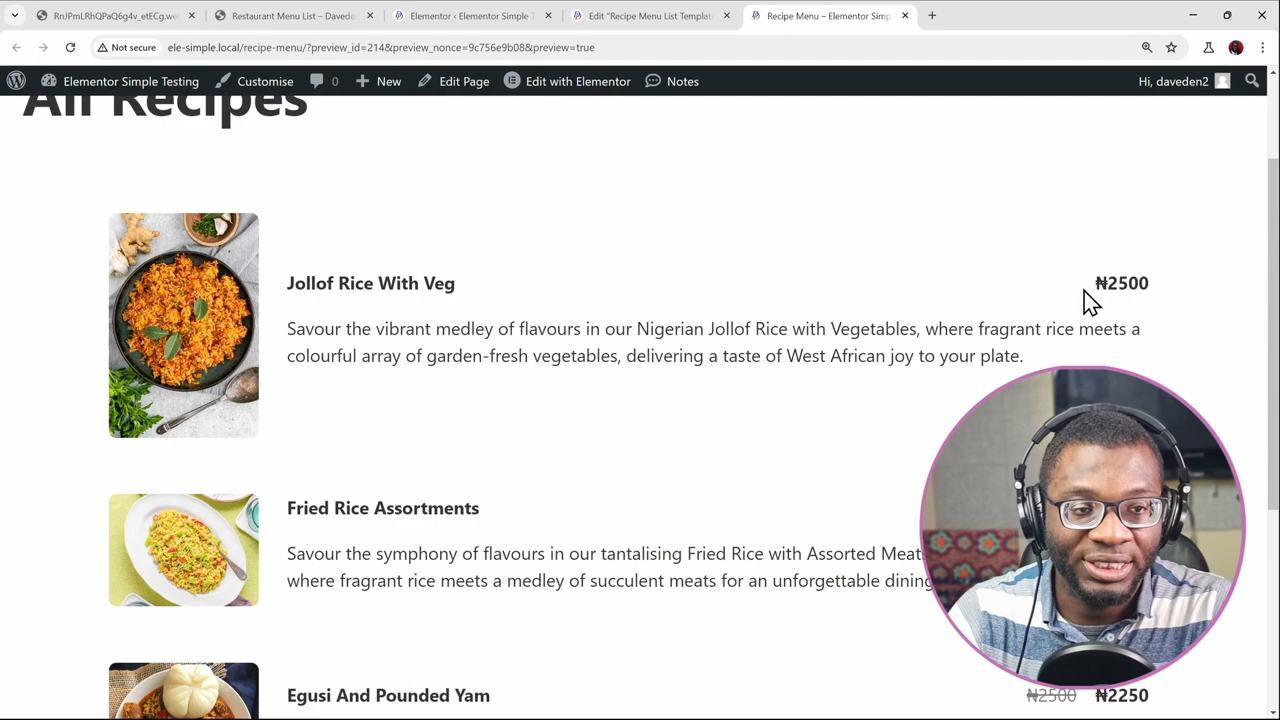 RnJPmLRhQPaQ6g4v_etECg.we
Restaurant Menu List – Davede
Elementor ‹ Elementor Simple T
Edit "Recipe Menu List Templat
Recipe Menu – Elementor Simp
Not secure
ele-simple.local/recipe-menu/?preview_id=214&preview_nonce=9c756e9b08&preview=true
Elementor Simple Testing
Customise
0
New
Edit Page
Edit with Elementor
Notes
Hi, daveden2
All Recipes
Jollof Rice With Veg
₦2500
Savour the vibrant medley of flavours in our Nigerian Jollof Rice with Vegetables, where fragrant rice meets a
colourful array of garden-fresh vegetables, delivering a taste of West African joy to your plate.
Fried Rice Assortments
Savour the symphony of flavours in our tantalising Fried Rice with Assorted Meat
where fragrant rice meets a medley of succulent meats for an unforgettable dining
Egusi And Pounded Yam
₦2500 ₦2250